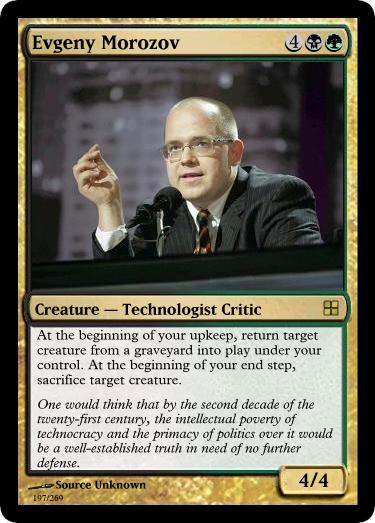 Evgeny Morozov 4
Creature — Technologist Critic
At the beginning of your upkeep, return target
creature from a graveyard into play under your
control. At the beginning of your end step,
sacrifice target creature.
One would think that by the second decade of the
twenty-first century, the intellectual poverty of
technocracy and the primacy of politics over it would
be a well-established truth in need of no further
defense.
4/4
Source Unknown
197/269